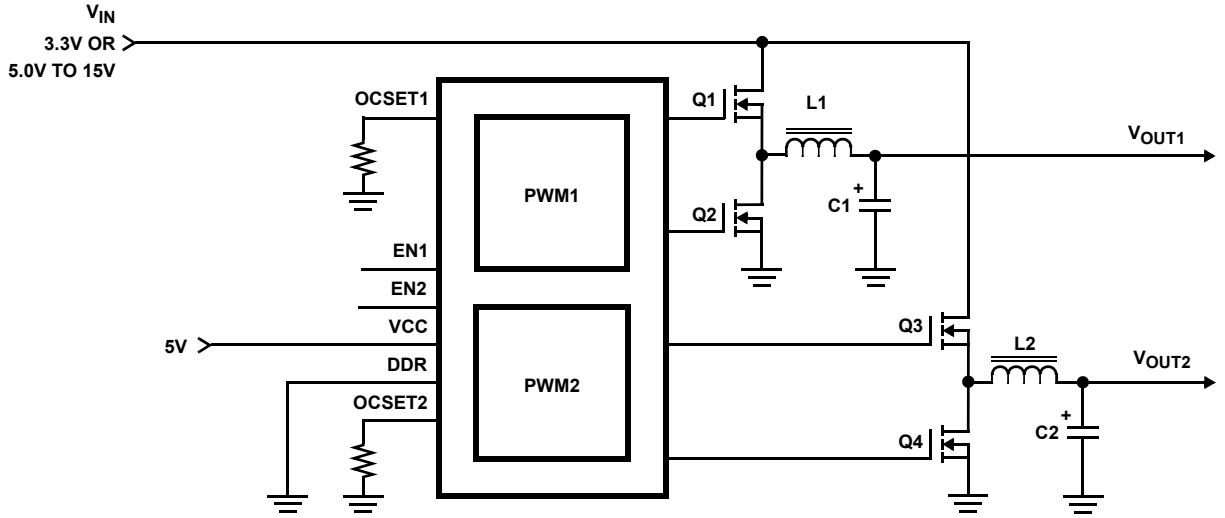 VIN
3.3V OR
5.0V TO 15V
OCSET1
Q1
L1
VOUT1
PWM1
C1
+
Q2
EN1
EN2
VCC
5V
Q3
L2
DDR
PWM2
VOUT2
OCSET2
+
C2
Q4